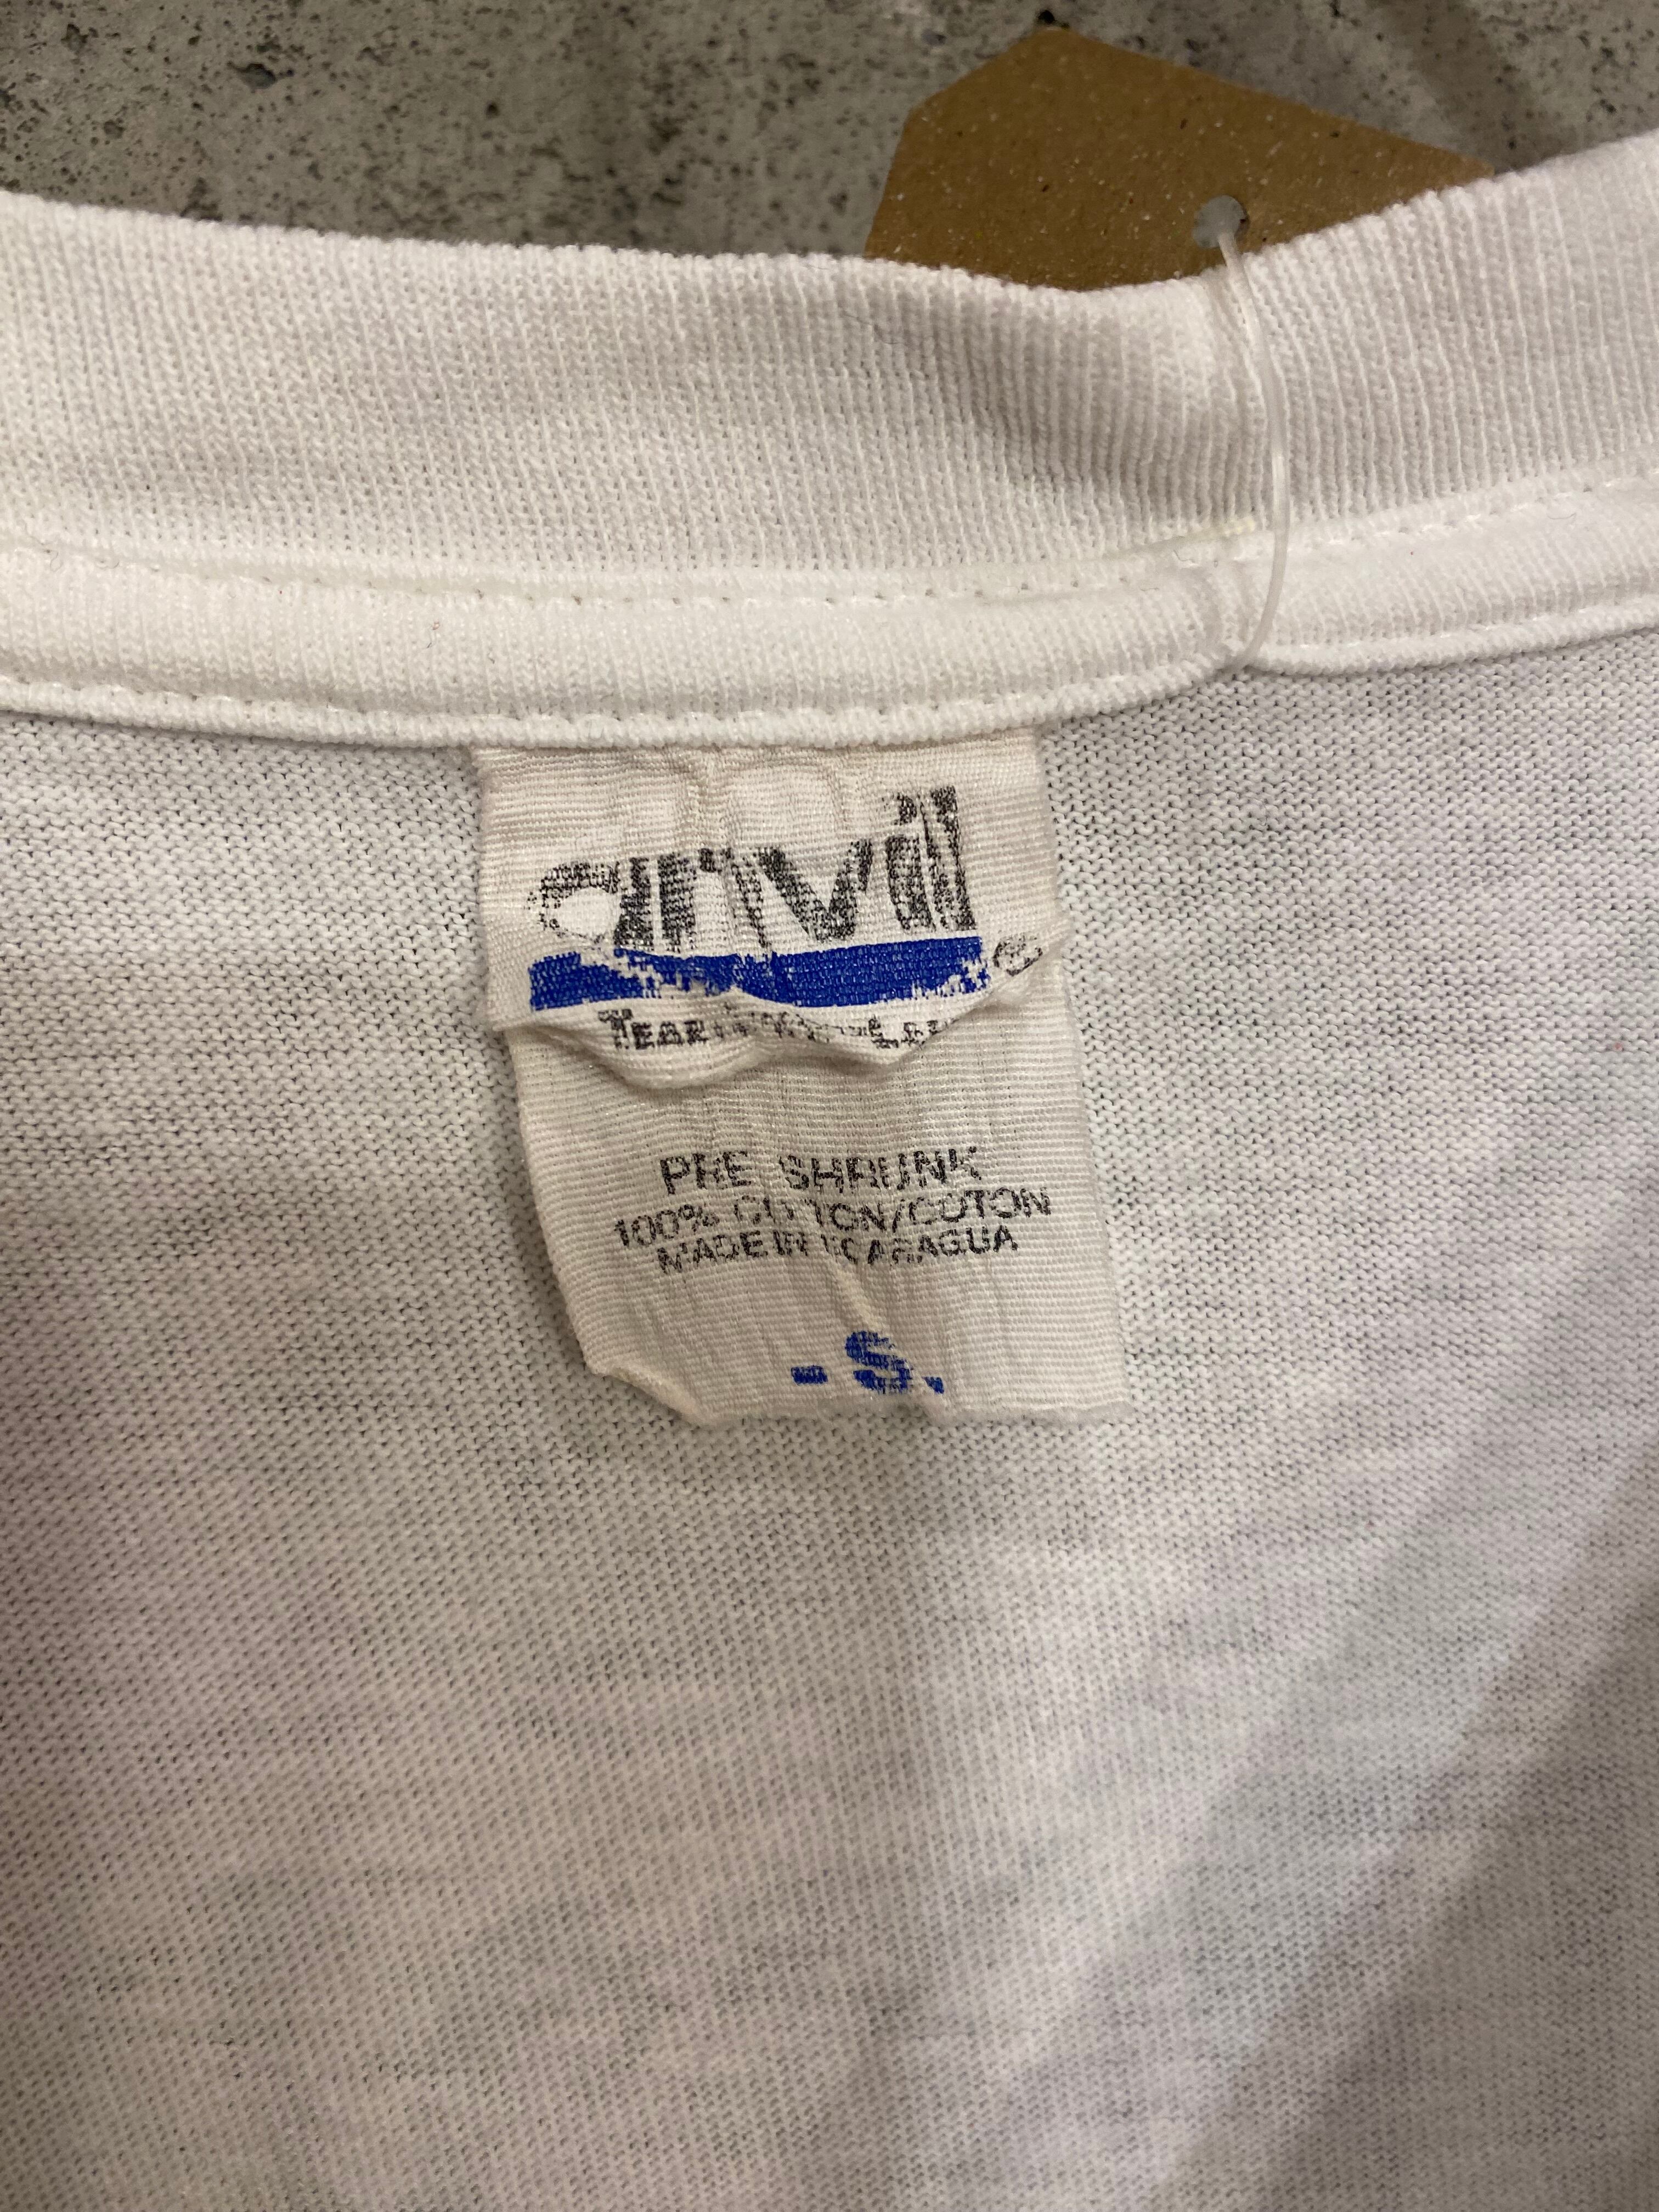 anvil®
PRE SHRUNK
100% COTTON/COTON
MADE IN NICARAGUA
- S.